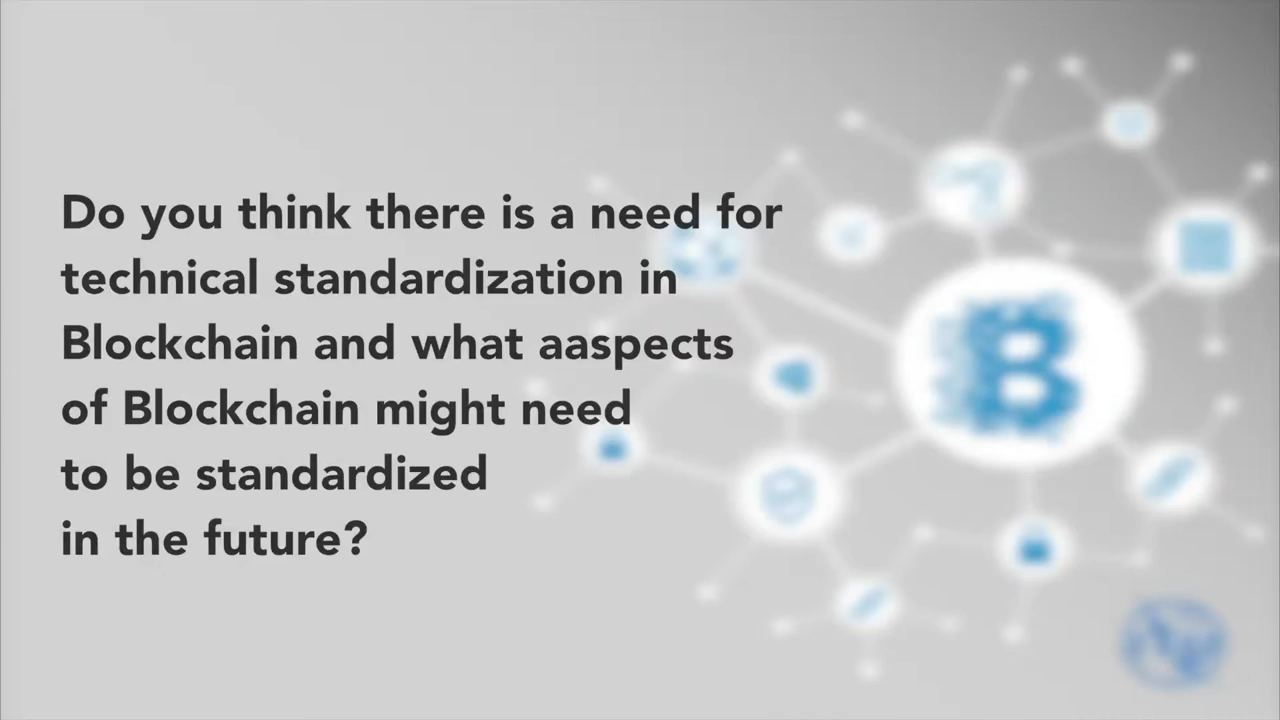 Do you think there is a need for
technical standardization in
Blockchain and what aaspects
of Blockchain might need
to be standardized
in the future?